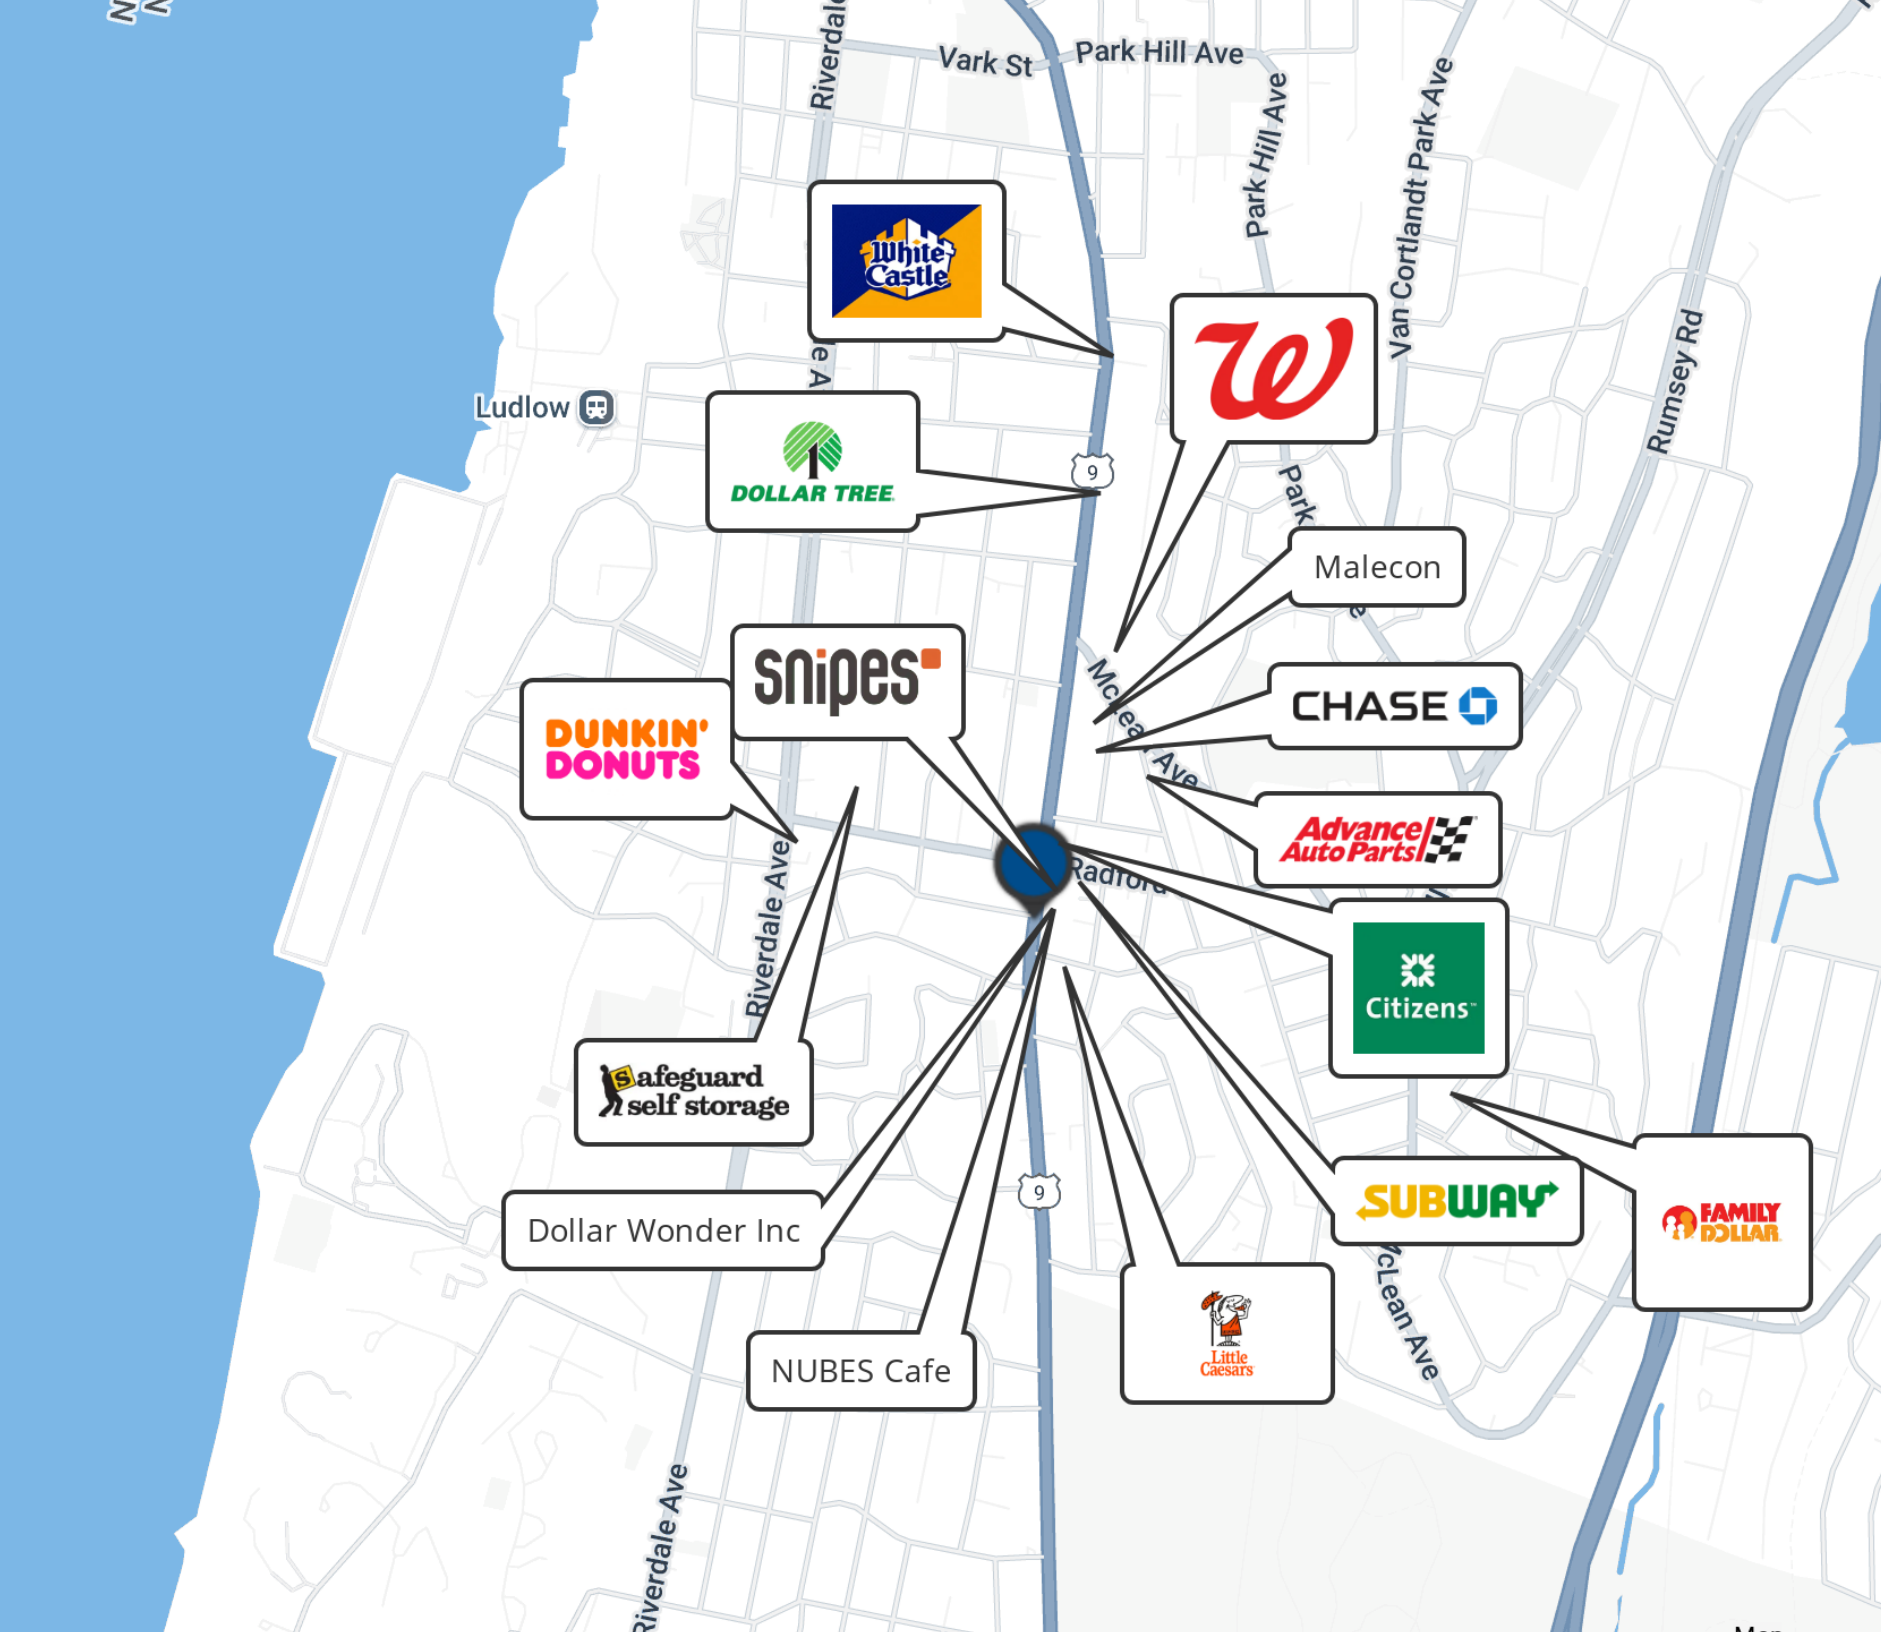 Riverdale
Vark St
Park Hill Ave
Park Hill Ave
Van Cortlandt Park Ave
White
Castle
Rumsey Rd
Ludlow
DOLLAR TREE
9
Park
Malecon
snipes
McLean Ave
CHASE
DUNKIN'
DONUTS
Advance
Auto Parts
Radford
Riverdale Ave
Citizens™
Safeguard
self storage
9
SUBWAY
FAMILY
DOLLAR
Dollar Wonder Inc
McLean Ave
Little
Caesars
NUBES Cafe
Riverdale Ave